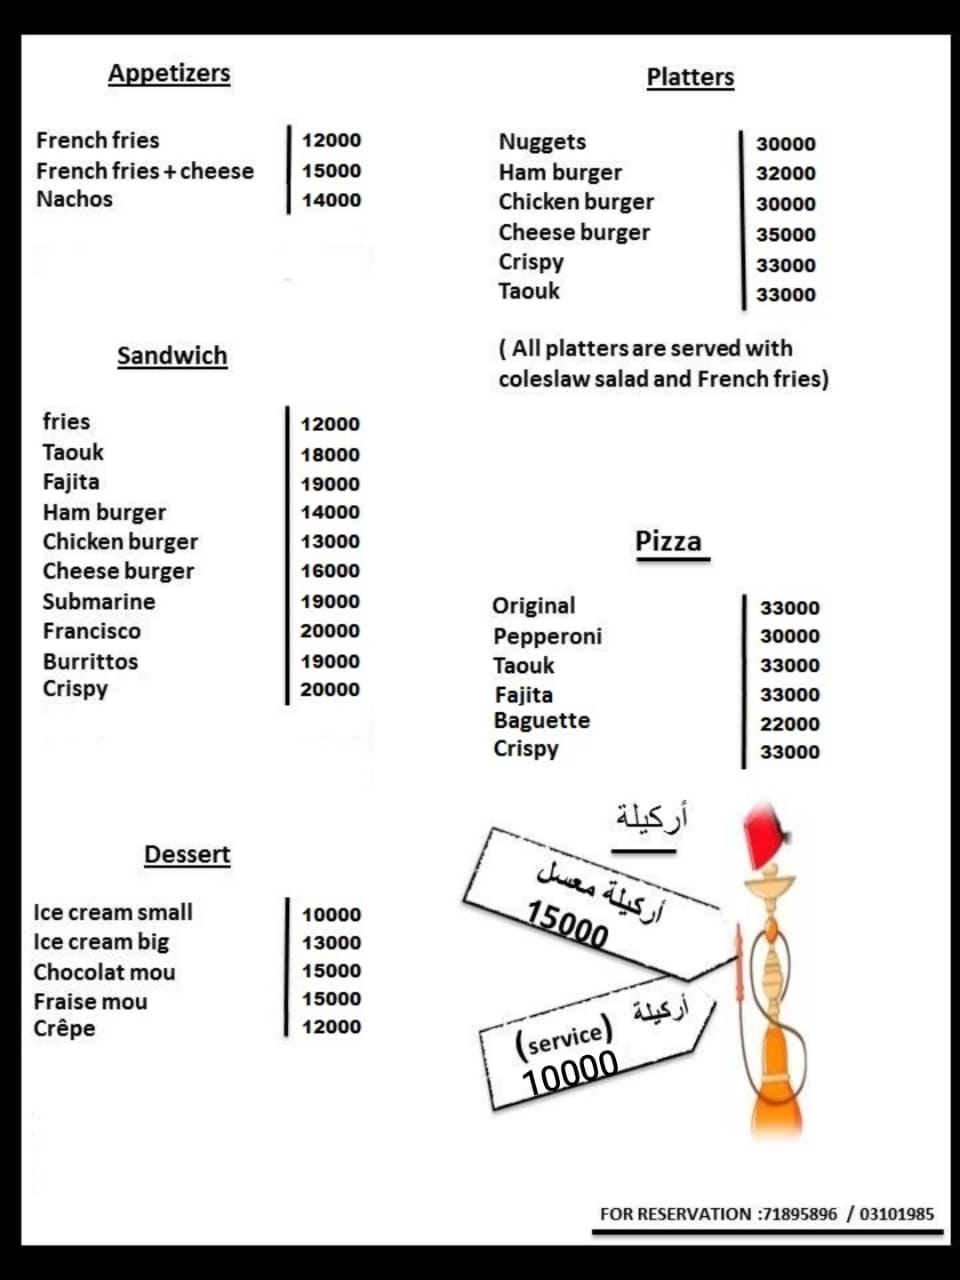 Appetizers
French fries 12000
French fries + cheese 15000
Nachos 14000
Sandwich
fries 12000
Taouk 18000
Fajita 19000
Ham burger 14000
Chicken burger 13000
Cheese burger 16000
Submarine 19000
Francisco 20000
Burrittos 19000
Crispy 20000
Dessert
Ice cream small 10000
Ice cream big 13000
Chocolat mou 15000
Fraise mou 15000
Crêpe 12000
Platters
Nuggets 30000
Ham burger 32000
Chicken burger 30000
Cheese burger 35000
Crispy 33000
Taouk 33000
( All platters are served with
coleslaw salad and French fries)
Pizza
Original 33000
Pepperoni 30000
Taouk 33000
Fajita 33000
Baguette 22000
Crispy 33000
أركيلة
أركيلة معسل
15000
أركيلة
(service)
10000
FOR RESERVATION :71895896 / 03101985